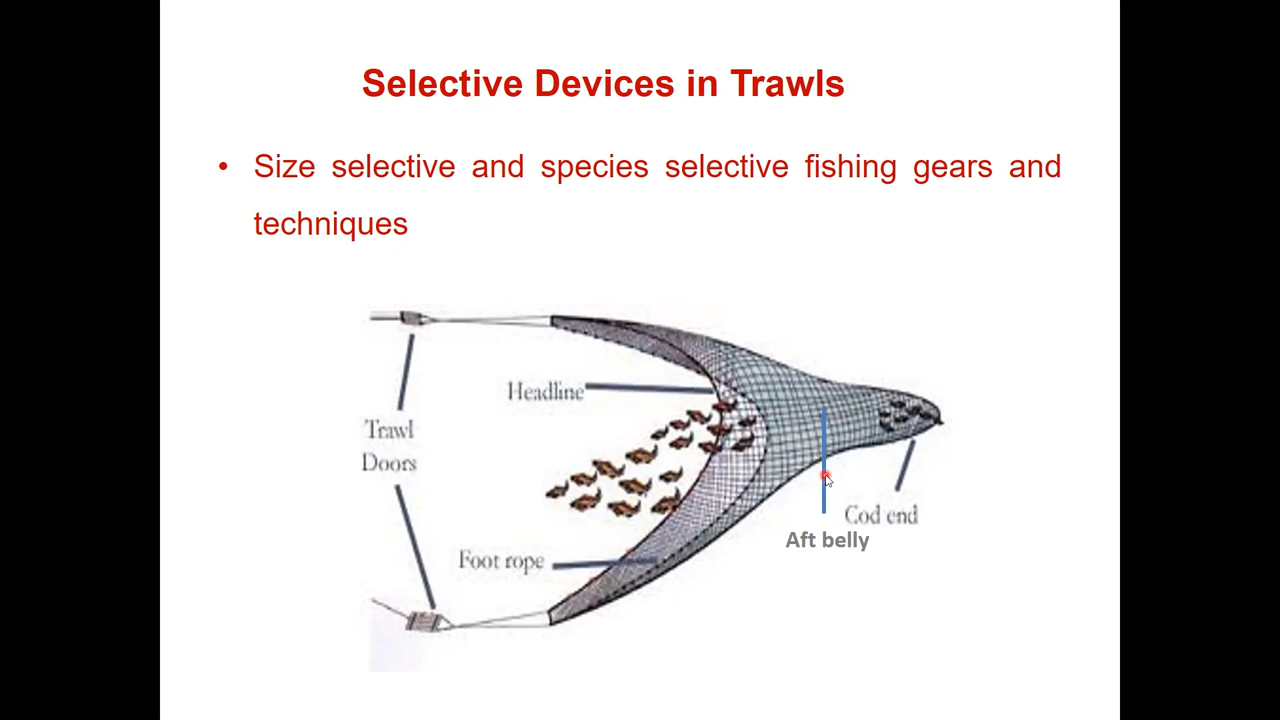 Selective Devices in Trawls
• Size selective and species selective fishing gears and
techniques
Headline
Trawl
Doors
Cod end
Aft belly
Foot rope